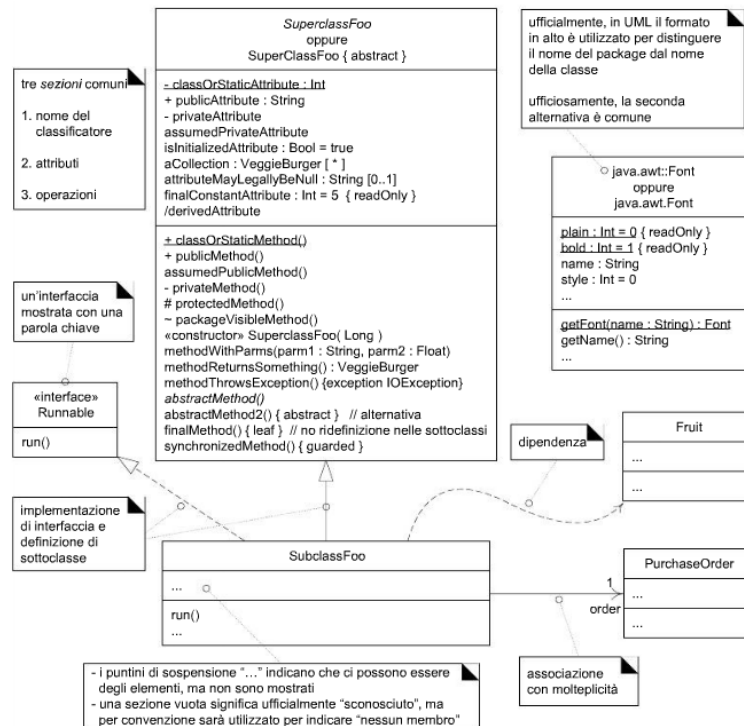 SuperclassFoo
oppure
SuperClassFoo { abstract }
- classOrStaticAttribute : Int
+ publicAttribute : String
- privateAttribute
assumedPrivateAttribute
isInitializedAttribute : Bool = true
aCollection : VeggieBurger [ * ]
attributeMayLegallyBeNull : String [0..1]
finalConstantAttribute : Int = 5 { readOnly }
/derivedAttribute
+ classOrStaticMethod()
+ publicMethod()
assumedPublicMethod()
- privateMethod()
# protectedMethod()
~ packageVisibleMethod()
«constructor» SuperclassFoo( Long )
methodWithParms(parm1 : String, parm2 : Float)
methodReturnsSomething() : VeggieBurger
methodThrowsException() {exception IOException}
abstractMethod()
abstractMethod2() { abstract } // alternativa
finalMethod() { leaf } // no ridefinizione nelle sottoclassi
synchronizedMethod() { guarded }
tre sezioni comuni
1. nome del
classificatore
2. attributi
3. operazioni
ufficialmente, in UML il formato
in alto è utilizzato per distinguere
il nome del package dal nome
della classe
ufficiosamente, la seconda
alternativa è comune
java.awt::Font
oppure
java.awt.Font
plain : Int = 0 { readOnly }
bold : Int = 1 { readOnly }
name : String
style : Int = 0
...
getFont(name : String) : Font
getName() : String
...
un'interfaccia
mostrata con una
parola chiave
«interface»
Runnable
run()
dipendenza
Fruit
...
...
implementazione
di interfaccia e
definizione di
sottoclasse
SubclassFoo
...
run()
...
1
order
PurchaseOrder
...
...
associazione
con molteplicità
- i puntini di sospensione “...” indicano che ci possono essere
degli elementi, ma non sono mostrati
- una sezione vuota significa ufficialmente “sconosciuto”, ma
per convenzione sarà utilizzato per indicare “nessun membro”